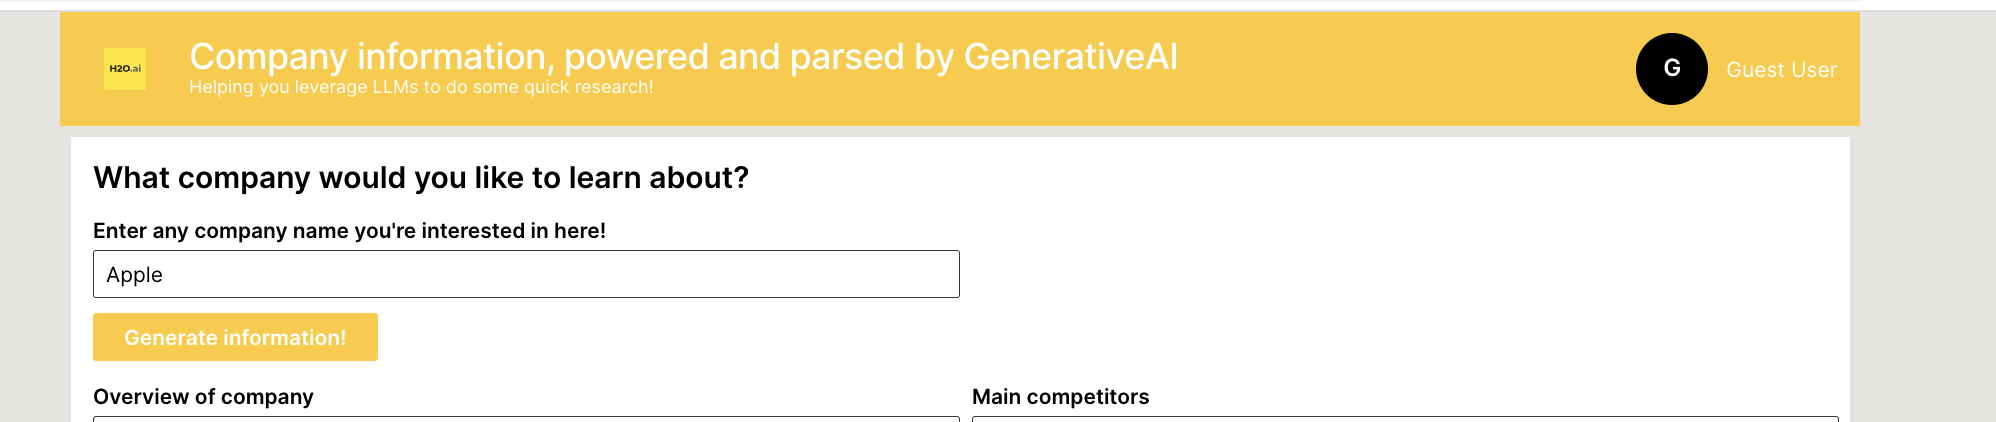 H2O.ai
Company information, powered and parsed by GenerativeAI
Helping you leverage LLMs to do some quick research!
G
Guest User
What company would you like to learn about?
Enter any company name you're interested in here!
Apple
Generate information!
Overview of company
Main competitors